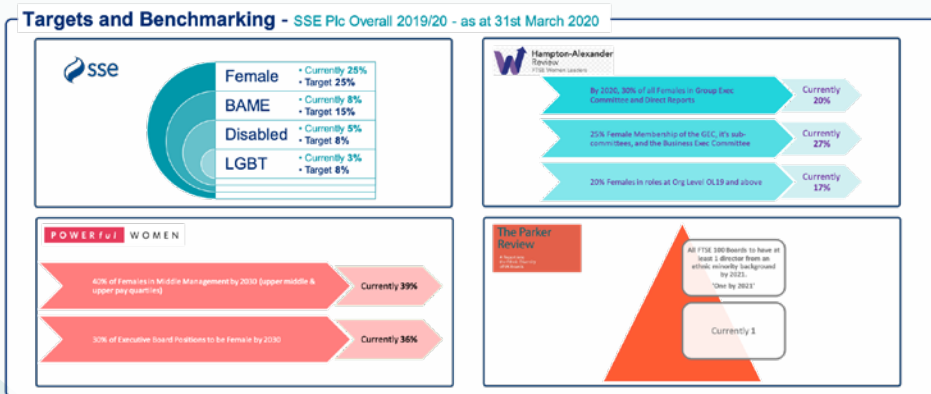 Targets and Benchmarking - SSE Plc Overall 2019/20 - as at 31st March 2020
sse
Female
• Currently 25%
• Target 25%
BAME
• Currently 8%
• Target 15%
Disabled
• Currently 5%
• Target 8%
LGBT
• Currently 3%
• Target 8%
Hampton-Alexander
Review
FTSE Women Leaders
By 2020, 30% of all Females in Group Exec
Committee and Direct Reports
Currently
20%
25% Female Membership of the GEC, it's sub-
committees, and the Business Exec Committee
Currently
27%
20% Females in roles at Org Level OL19 and above
Currently
17%
POWERful WOMEN
40% of Females in Middle Management by 2030 (upper middle &
upper pay quartiles)
Currently 39%
30% of Executive Board Positions to be Female by 2030
Currently 36%
The Parker
Review
All FTSE 100 Boards to have at
least 1 director from an
ethnic minority background
by 2021.
'One by 2021'
Currently 1